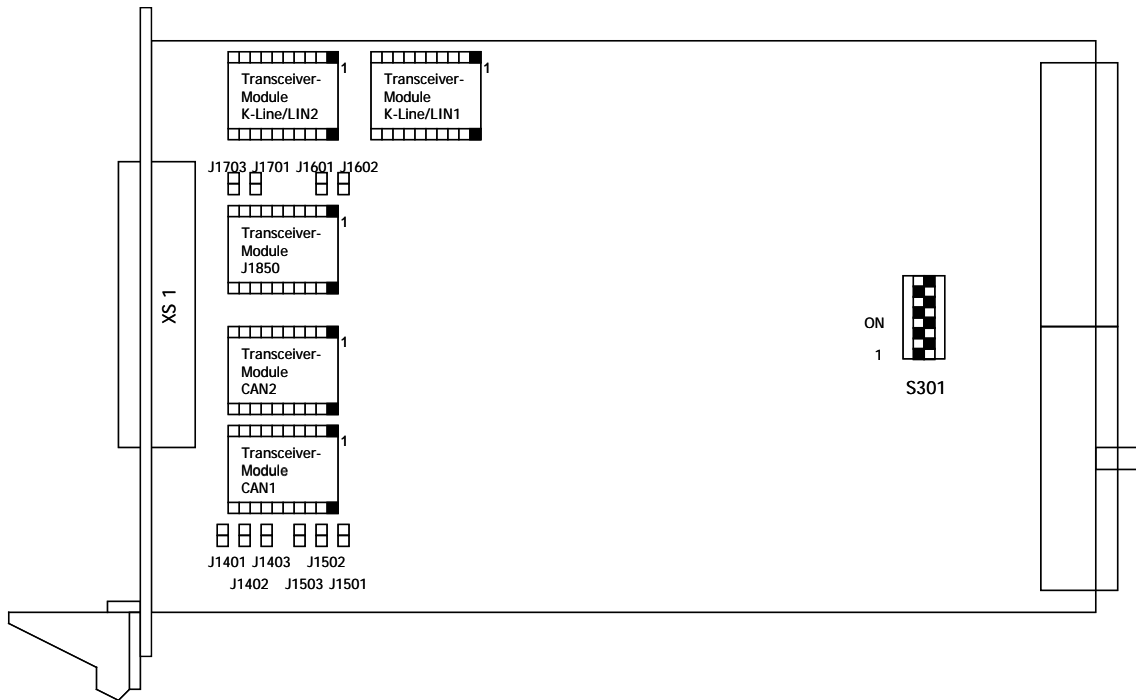 Transceiver-
Module
K-Line/LIN2
1
Transceiver-
Module
K-Line/LIN1
1
J1703 J1701 J1601 J1602
Transceiver-
Module
J1850
1
XS 1
Transceiver-
Module
CAN2
1
ON
1
S301
Transceiver-
Module
CAN1
1
J1401 J1403 J1502
J1402 J1503 J1501